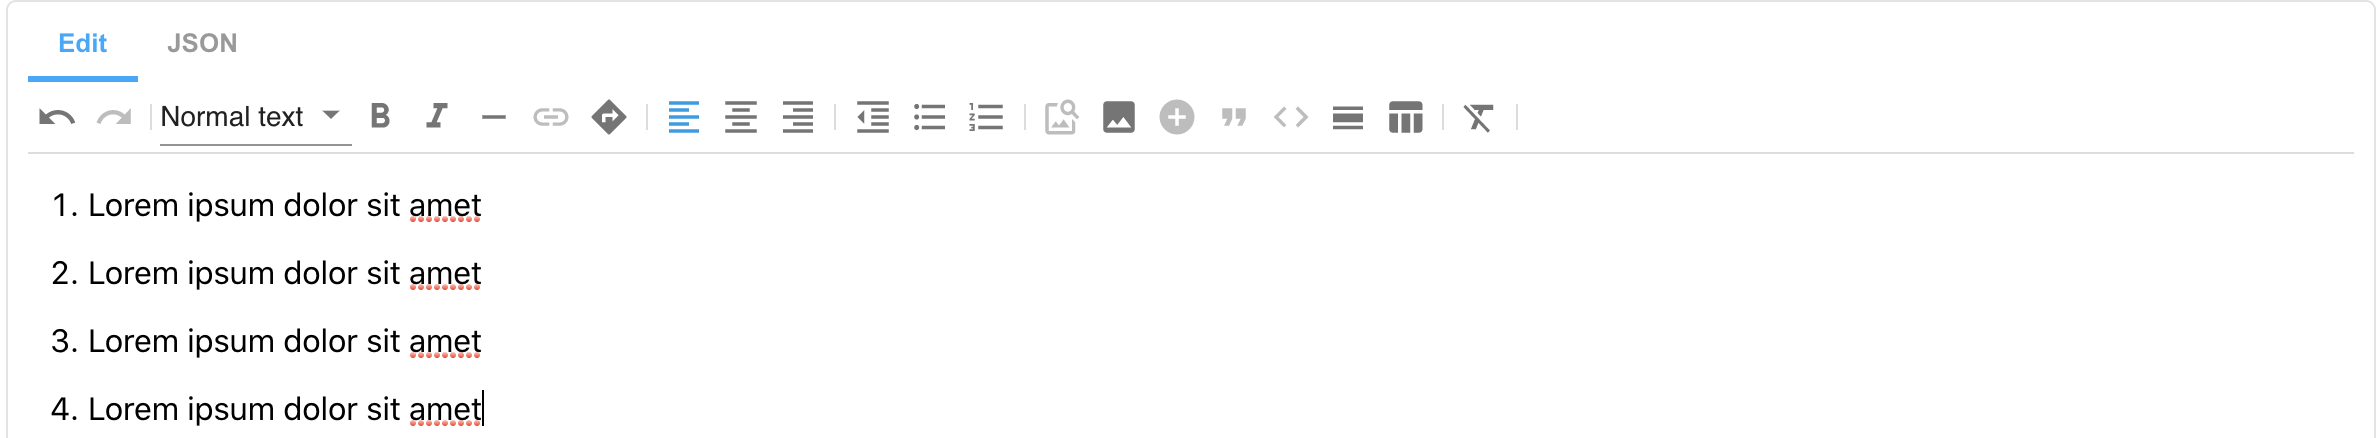 Edit JSON
Normal text
1. Lorem ipsum dolor sit amet
2. Lorem ipsum dolor sit amet
3. Lorem ipsum dolor sit amet
4. Lorem ipsum dolor sit amet